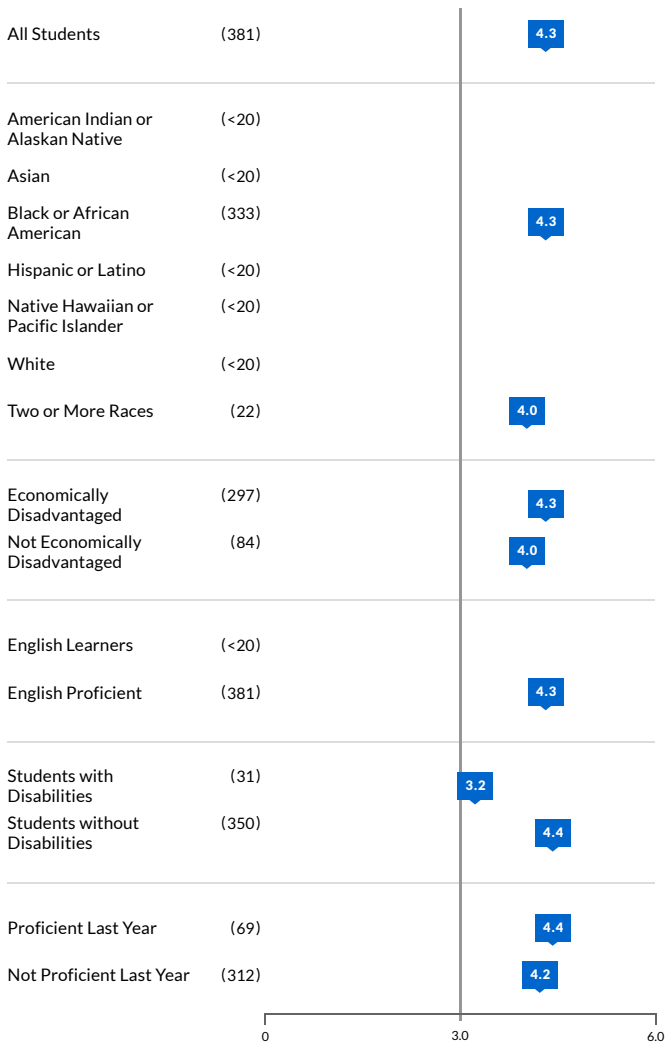 All Students (381) 4.3
American Indian or (<20)
Alaskan Native
Asian (<20)
Black or African (333) 4.3
American
Hispanic or Latino (<20)
Native Hawaiian or (<20)
Pacific Islander
White (<20)
Two or More Races (22) 4.0
Economically (297) 4.3
Disadvantaged
Not Economically (84) 4.0
Disadvantaged
English Learners (<20)
English Proficient (381) 4.3
Students with (31) 3.2
Disabilities
Students without (350) 4.4
Disabilities
Proficient Last Year (69) 4.4
Not Proficient Last Year (312) 4.2
0 3.0 6.0